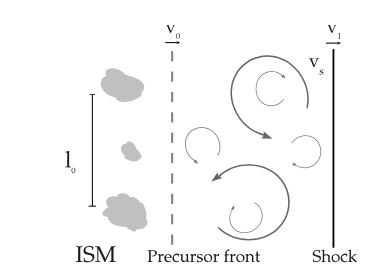 v₀
v₁
vₛ
l₀
ISM
Precursor front
Shock